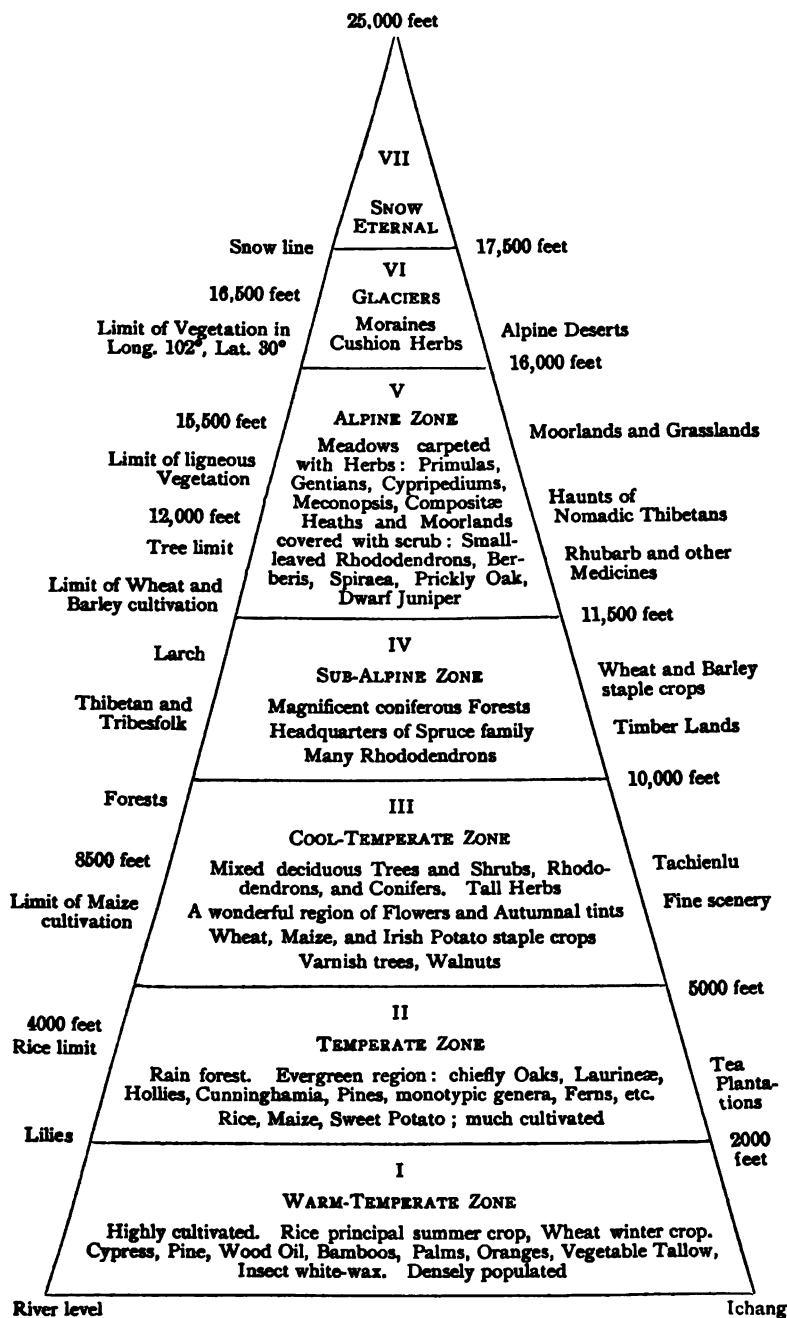 25,000 feet
VII
SNOW
ETERNAL
Snow line
17,500 feet
VI
16,500 feet
GLACIERS
Limit of Vegetation in
Long. 102°, Lat. 30°
Moraines
Cushion Herbs
Alpine Deserts
16,000 feet
V
15,500 feet
ALPINE ZONE
Moorlands and Grasslands
Meadows carpeted
with Herbs: Primulas,
Gentians, Cypripediums,
Meconopsis, Compositæ
Heaths and Moorlands
covered with scrub: Small-
leaved Rhododendrons, Ber-
beris, Spiraea, Prickly Oak,
Dwarf Juniper
Limit of ligneous
Vegetation
12,000 feet
Tree limit
Limit of Wheat and
Barley cultivation
Haunts of
Nomadic Thibetans
Rhubarb and other
Medicines
11,500 feet
IV
Larch
SUB-ALPINE ZONE
Wheat and Barley
staple crops
Thibetan and
Tribesfolk
Magnificent coniferous Forests
Headquarters of Spruce family
Many Rhododendrons
Timber Lands
10,000 feet
Forests
III
COOL-TEMPERATE ZONE
8500 feet
Mixed deciduous Trees and Shrubs, Rhodo-
dendrons, and Conifers. Tall Herbs
Tachienlu
Limit of Maize
cultivation
A wonderful region of Flowers and Autumnal tints
Fine scenery
Wheat, Maize, and Irish Potato staple crops
Varnish trees, Walnuts
5000 feet
II
4000 feet
Rice limit
TEMPERATE ZONE
Rain forest. Evergreen region: chiefly Oaks, Laurineæ,
Hollies, Cunninghamia, Pines, monotypic genera, Ferns, etc.
Rice, Maize, Sweet Potato; much cultivated
Tea
Planta-
tions
Lilies
2000
feet
I
WARM-TEMPERATE ZONE
Highly cultivated. Rice principal summer crop, Wheat winter crop.
Cypress, Pine, Wood Oil, Bamboos, Palms, Oranges, Vegetable Tallow,
Insect white-wax. Densely populated
River level
Ichang